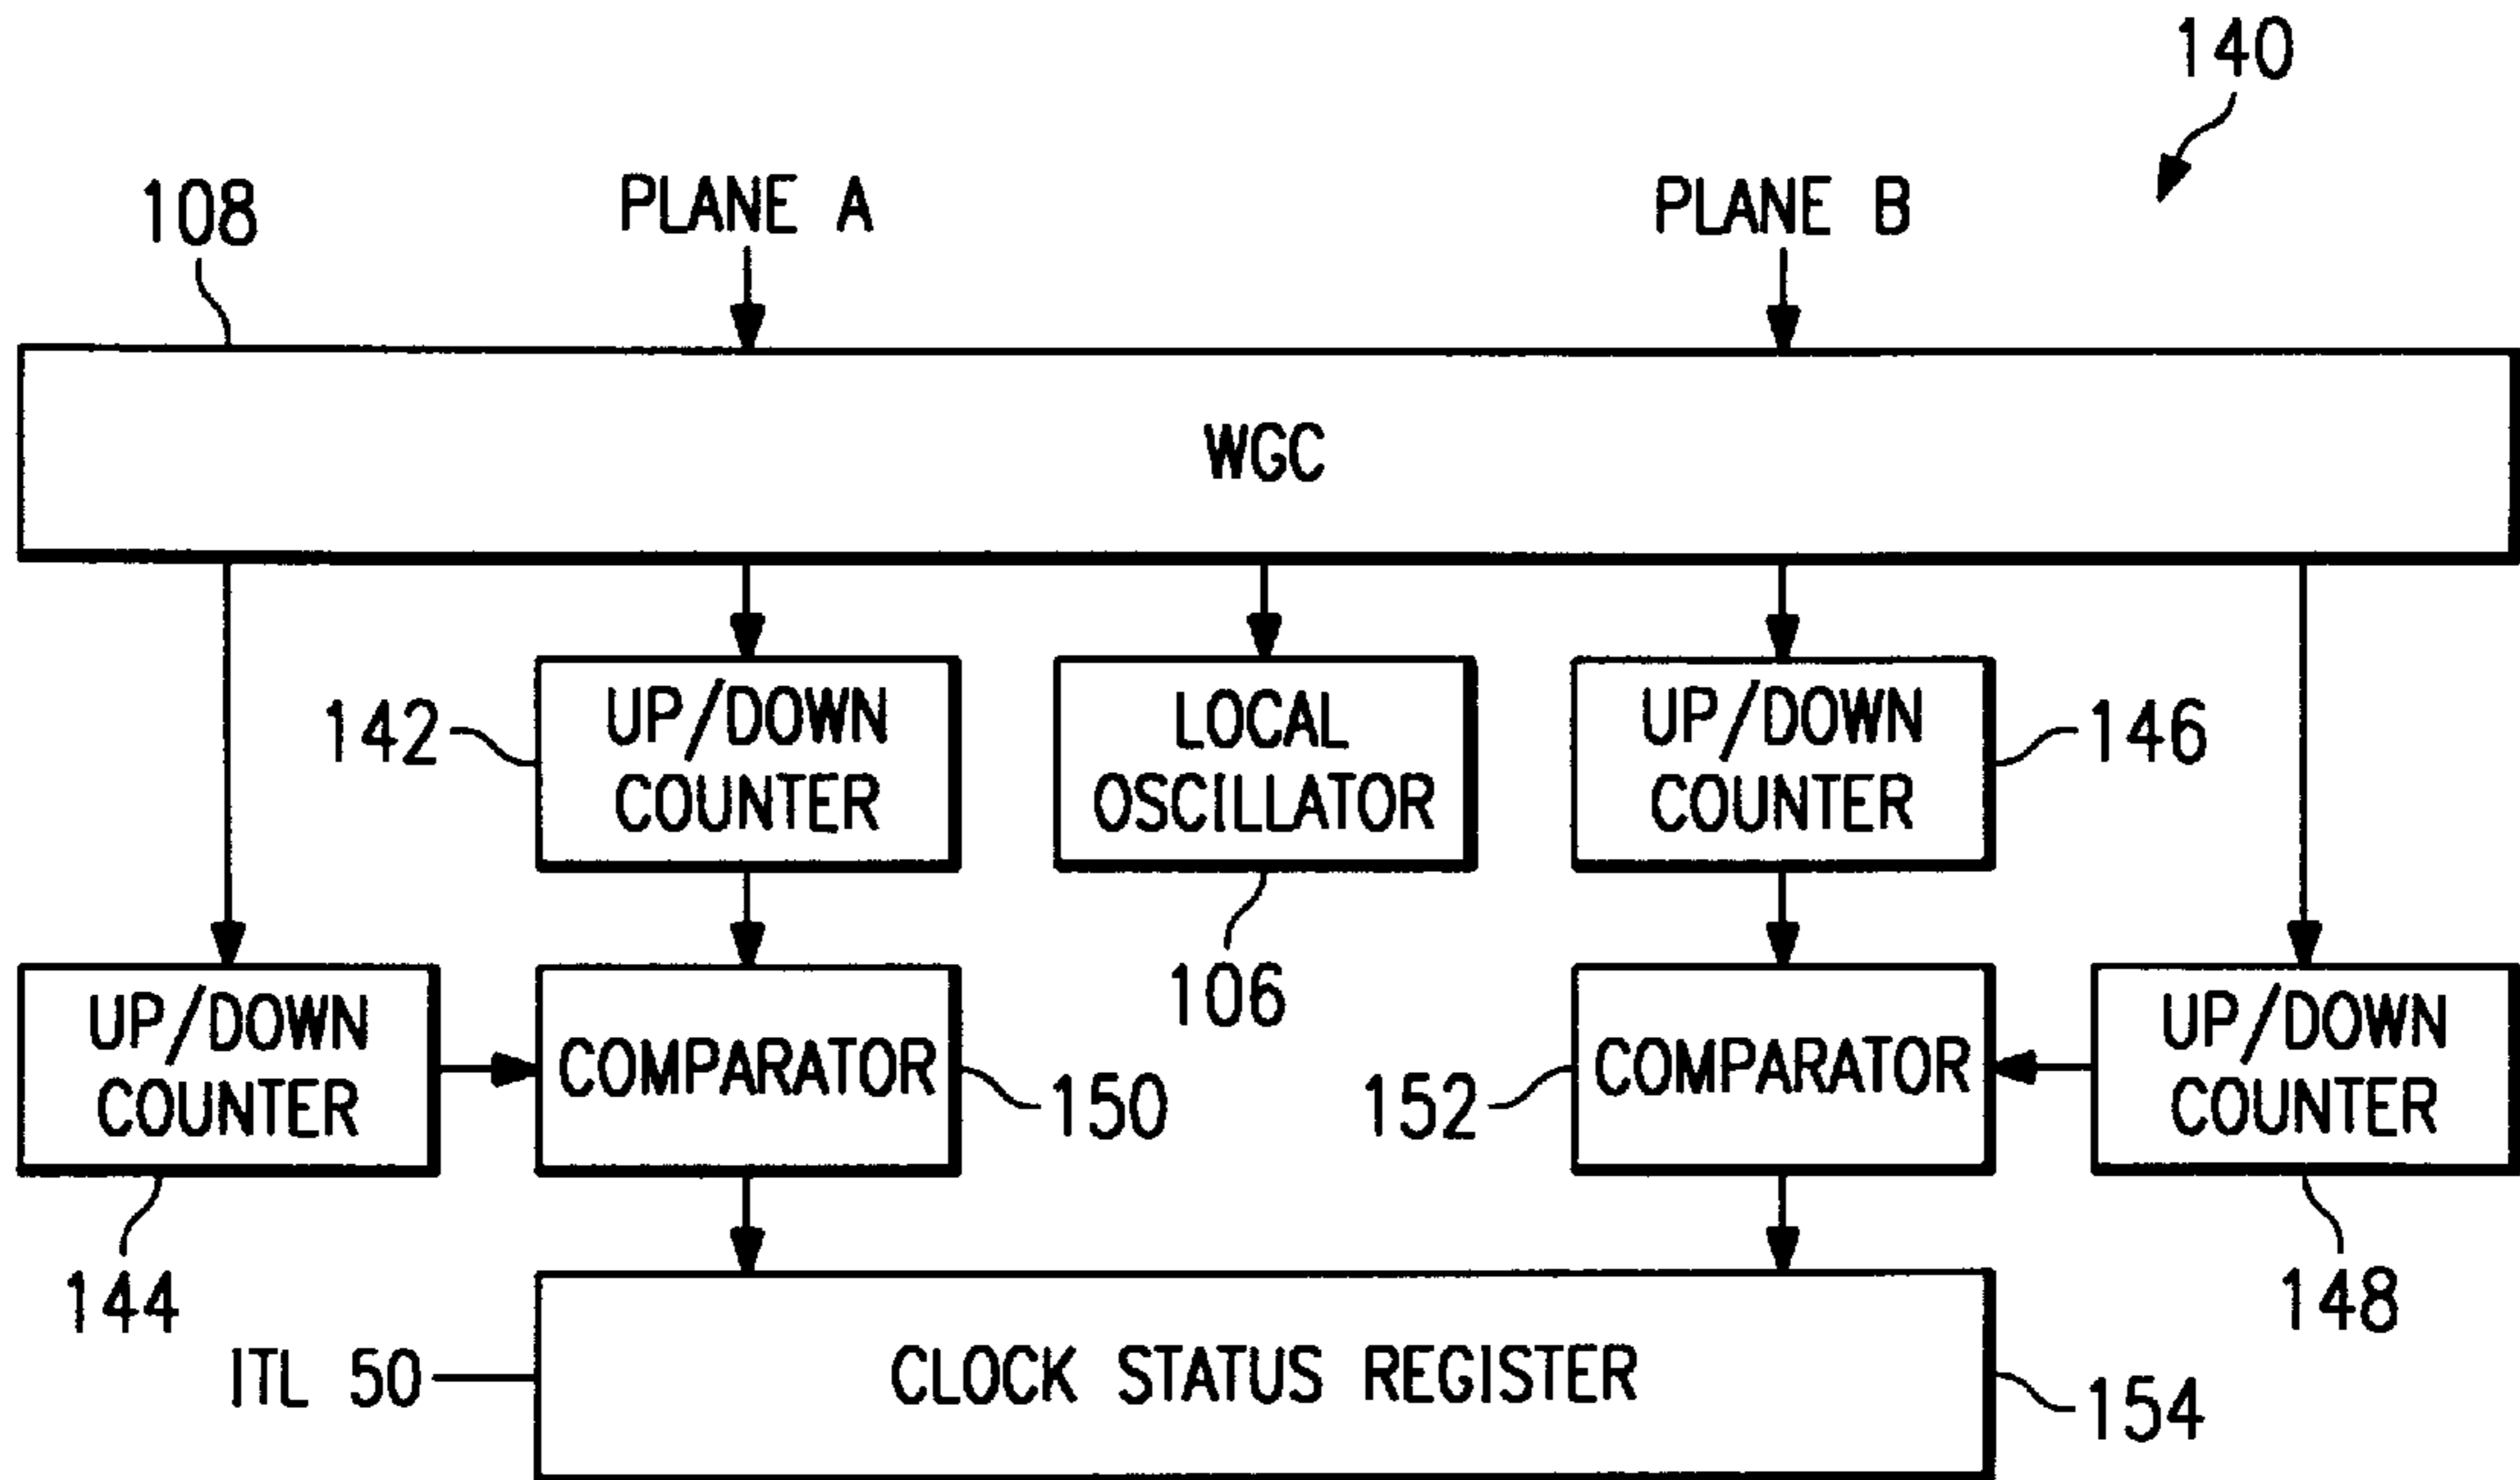 140
108
PLANE A
PLANE B
WGC
142
UP/DOWN
COUNTER
LOCAL
OSCILLATOR
UP/DOWN
COUNTER
146
106
UP/DOWN
COUNTER
COMPARATOR
150
152
COMPARATOR
UP/DOWN
COUNTER
144
148
ITL 50
CLOCK STATUS REGISTER
154